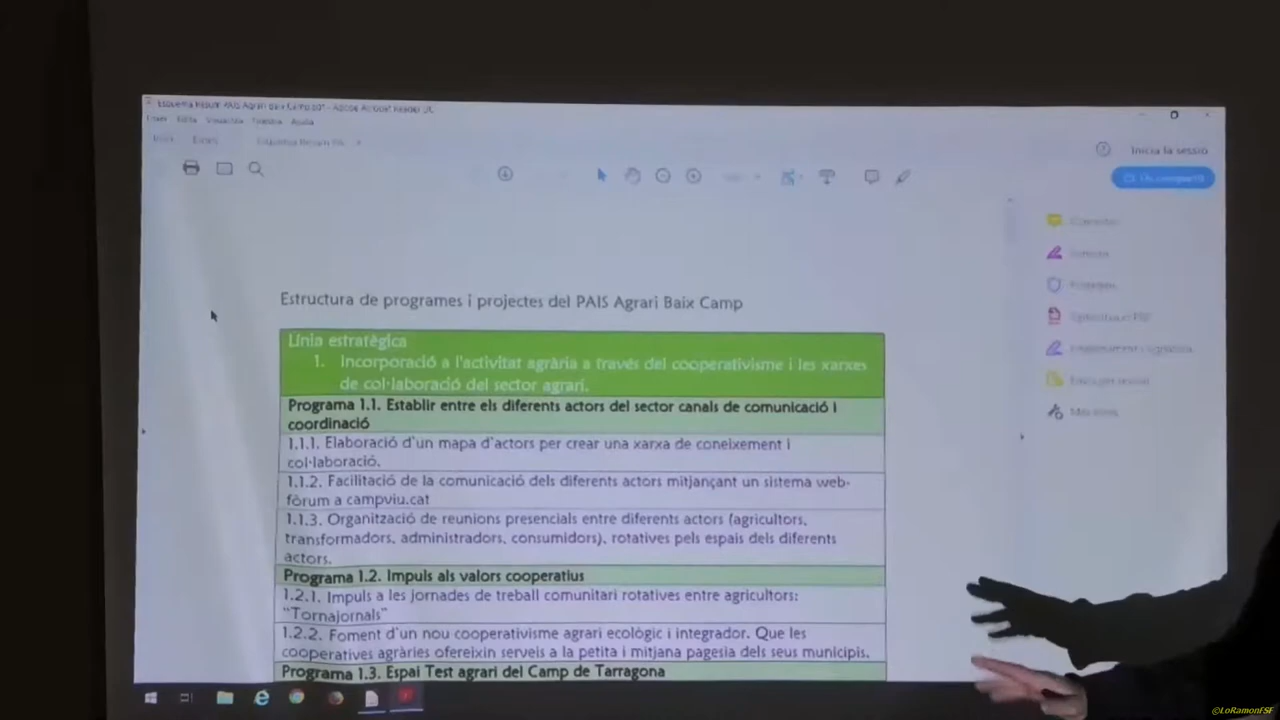 Inicia la sessió
Estructura de programes i projectes del PAIS Agrari Baix Camp
Línia estratègica
1. Incorporació a l'activitat agrària a través del cooperativisme i les xarxes
de col·laboració del sector agrari.
Programa 1.1. Establir entre els diferents actors del sector canals de comunicació i
coordinació
1.1.1. Elaboració d'un mapa d'actors per crear una xarxa de coneixement i
col·laboració.
1.1.2. Facilitació de la comunicació dels diferents actors mitjançant un sistema web-
fòrum a campviu.cat
1.1.3. Organització de reunions presencials entre diferents actors (agricultors,
transformadors, administradors, consumidors), rotatives pels espais dels diferents
actors.
Programa 1.2. Impuls als valors cooperatius
1.2.1. Impuls a les jornades de treball comunitari rotatives entre agricultors:
"Tornajornals"
1.2.2. Foment d'un nou cooperativisme agrari ecològic i integrador. Que les
cooperatives agràries ofereixin serveis a la petita i mitjana pagesia dels seus municipis.
Programa 1.3. Espai Test agrari del Camp de Tarragona
©LoRamonFSF